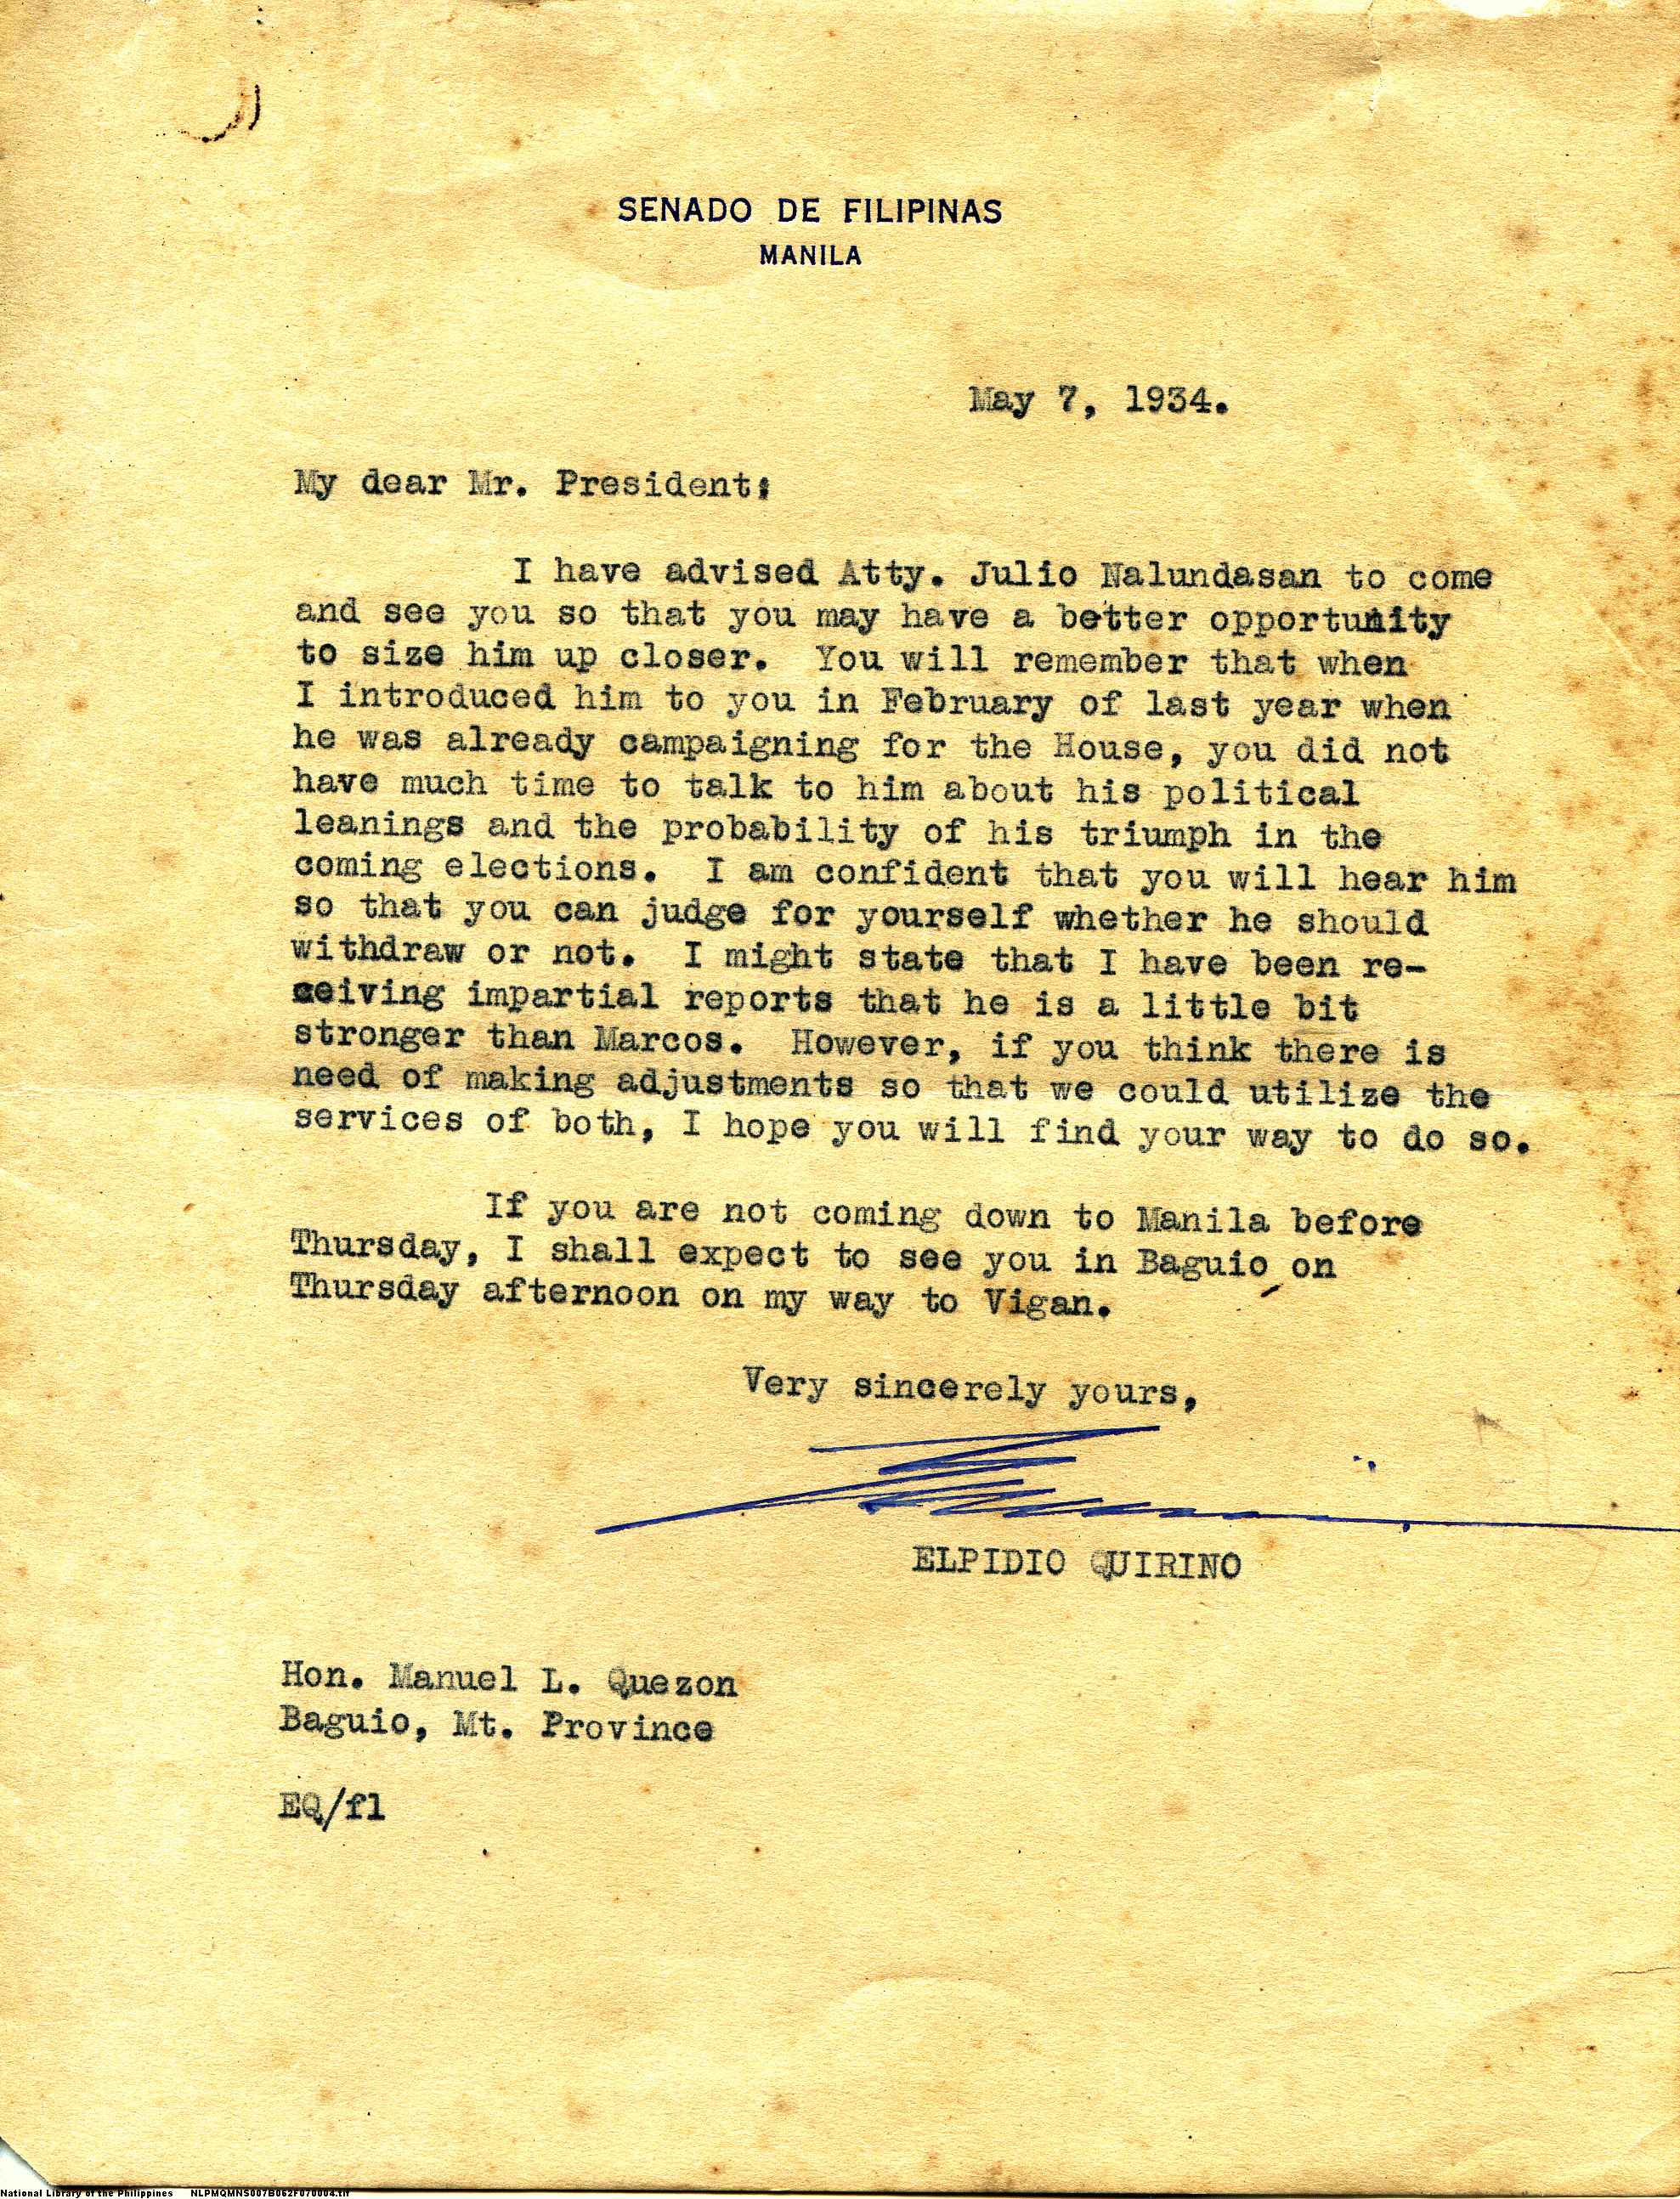 SENADO DE FILIPINAS
MANILA
May 7, 1934.
My dear Mr. President:
I have advised Atty. Julio Nalundasan to come
and see you so that you may have a better opportunity
to size him up closer. You will remember that when
I introduced him to you in February of last year when
he was already campaigning for the House, you did not
have much time to talk to him about his political
leanings and the probability of his triumph in the
coming elections. I am confident that you will hear him
so that you can judge for yourself whether he should
withdraw or not. I might state that I have been re-
ceiving impartial reports that he is a little bit
stronger than Marcos. However, if you think there is
need of making adjustments so that we could utilize the
services of both, I hope you will find your way to do so.
If you are not coming down to Manila before
Thursday, I shall expect to see you in Baguio on
Thursday afternoon on my way to Vigan.
Very sincerely yours,
ELPIDIO QUIRINO
Hon. Manuel L. Quezon
Baguio, Mt. Province
EQ/fl
National Library of the Philippines NLPMQMNS007B062F070004.tif